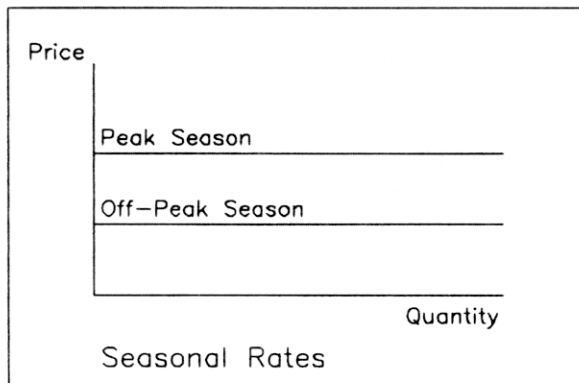 Price
Peak Season
Off-Peak Season
Quantity
Seasonal Rates